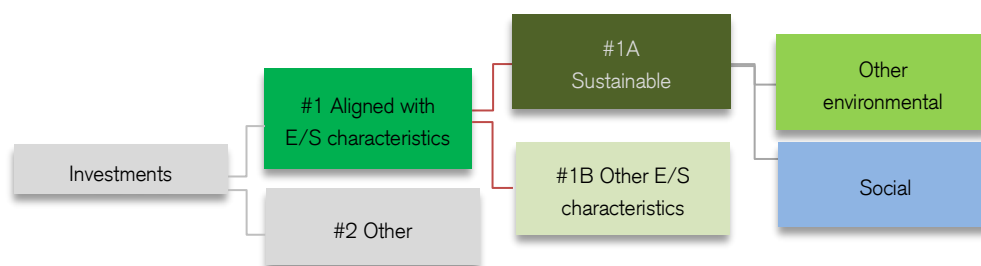 Investments
#1 Aligned with
E/S characteristics
#2 Other
#1A
Sustainable
#1B Other E/S
characteristics
Other
environmental
Social